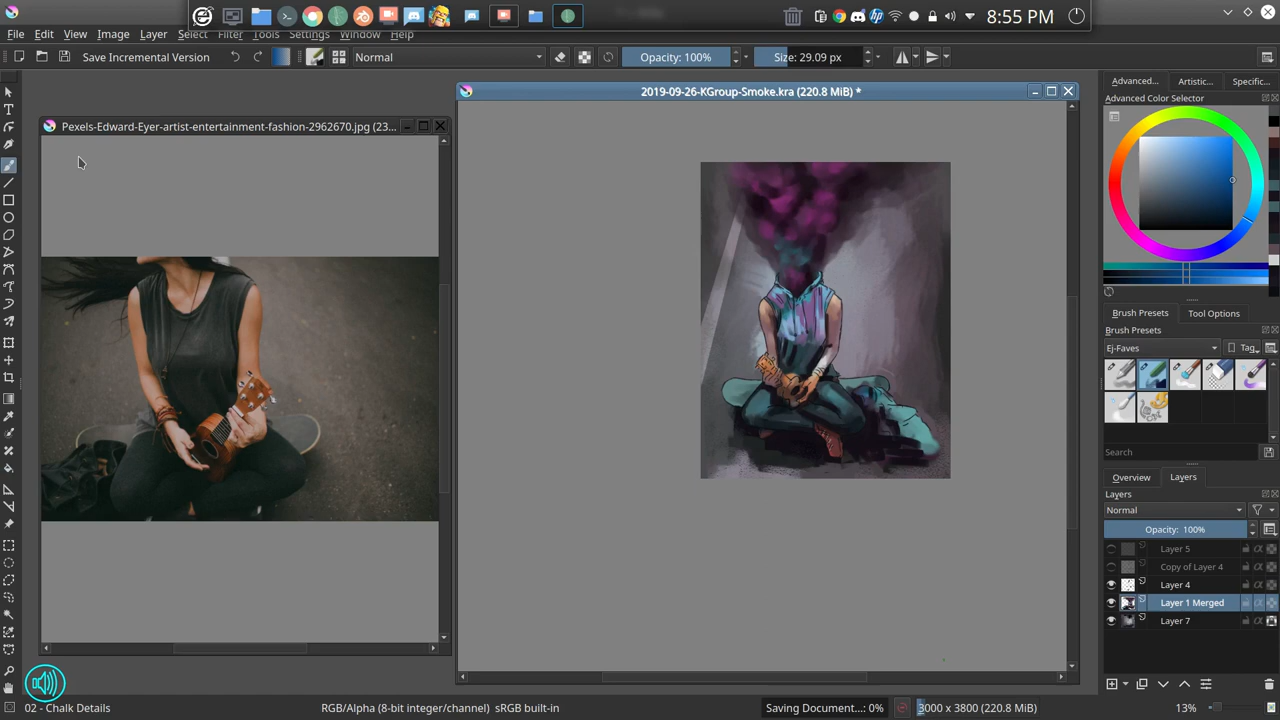 8:55 PM
File Edit View Image Layer Select Filter Tools Settings Window Help
Save Incremental Version Normal Opacity: 100% Size: 29.09 px
2019-09-26-KGroup-Smoke.kra (220.8 MiB) *
Pexels-Edward-Eyer-artist-entertainment-fashion-2962670.jpg (23...
Advanced... Artistic... Specific...
Advanced Color Selector
Brush Presets Tool Options
Brush Presets
Ej-Faves Tag
Search
Overview Layers
Layers
Normal
Opacity: 100%
Layer 5
Copy of Layer 4
Layer 4
Layer 1 Merged
Layer 7
02 - Chalk Details RGB/Alpha (8-bit integer/channel) sRGB built-in Saving Document...: 0% 3000 x 3800 (220.8 MiB) 13%